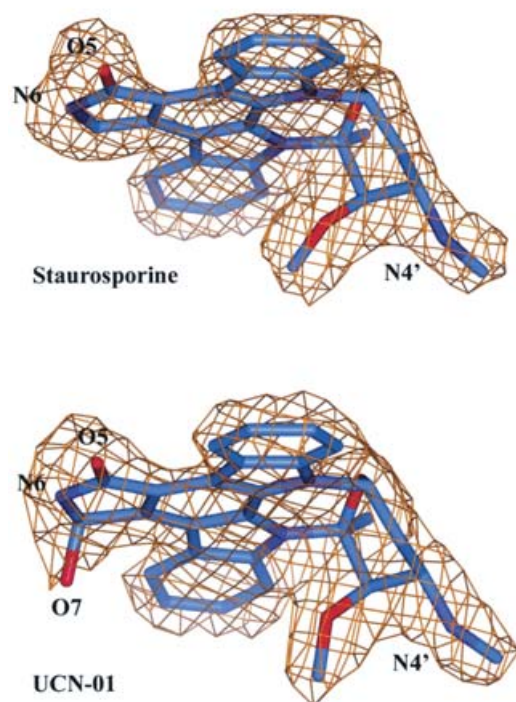 O5
N6
Staurosporine
N4’
O5
N6
O7
N4’
UCN-01